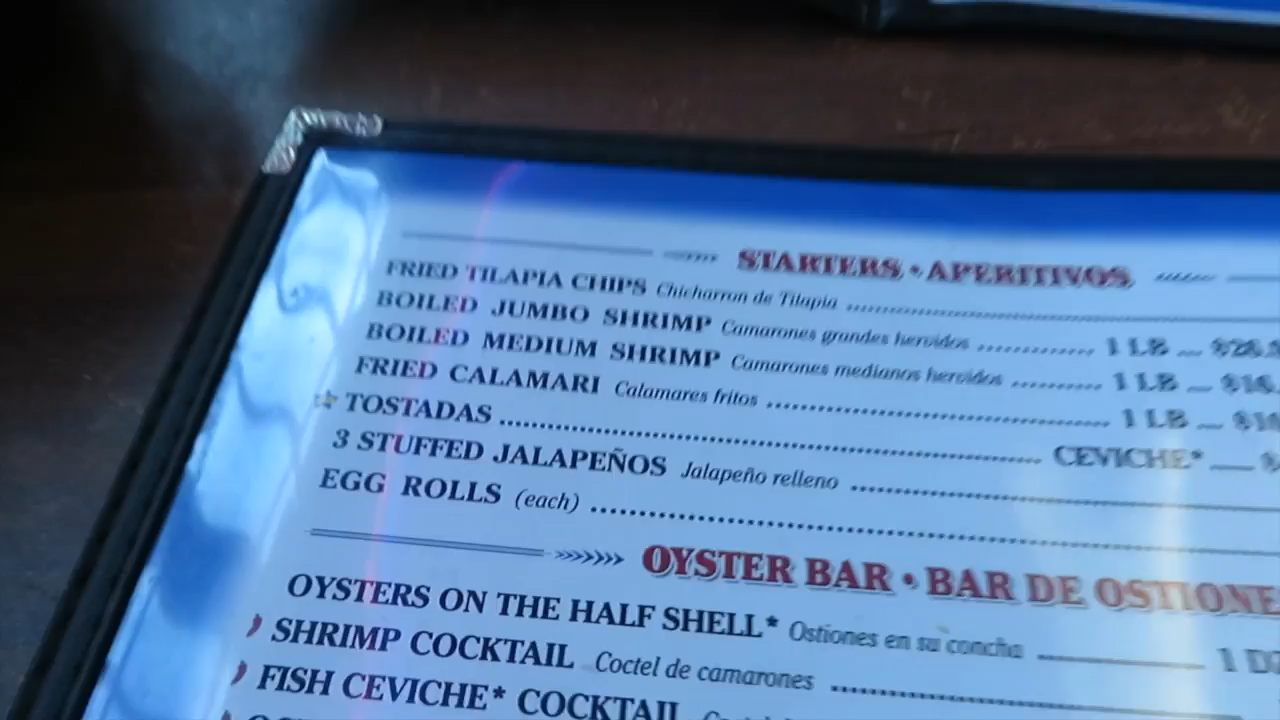 STARTERS • APERITIVOS
FRIED TILAPIA CHIPS Chicharron de Tilapia
BOILED JUMBO SHRIMP Camarones grandes hervidos 1 LB
BOILED MEDIUM SHRIMP Camarones medianos hervidos 1 LB
FRIED CALAMARI Calamares fritos 1 LB
TOSTADAS CEVICHE*
3 STUFFED JALAPEÑOS Jalapeño relleno
EGG ROLLS (each)
OYSTER BAR • BAR DE OSTIONE
OYSTERS ON THE HALF SHELL* Ostiones en su concha 1
SHRIMP COCKTAIL Coctel de camarones
FISH CEVICHE* COCKTAIL